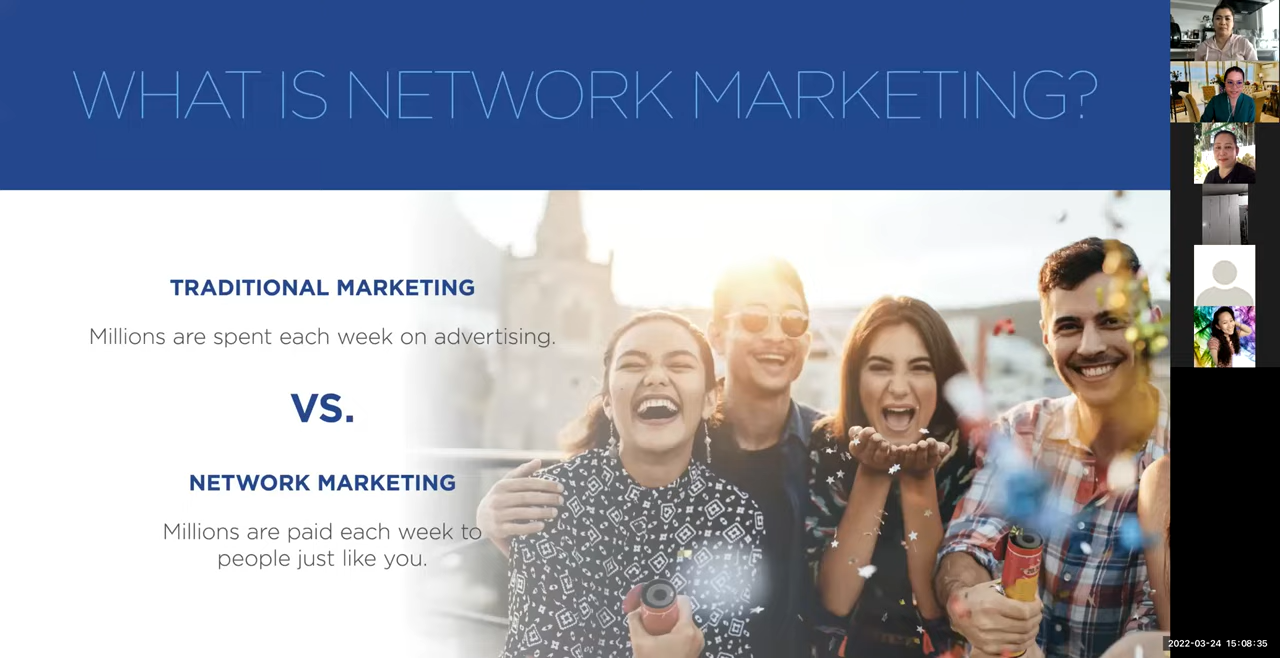 WHAT IS NETWORK MARKETING?
TRADITIONAL MARKETING
Millions are spent each week on advertising.
VS.
NETWORK MARKETING
Millions are paid each week to
people just like you.
2022-03-24 15:08:35